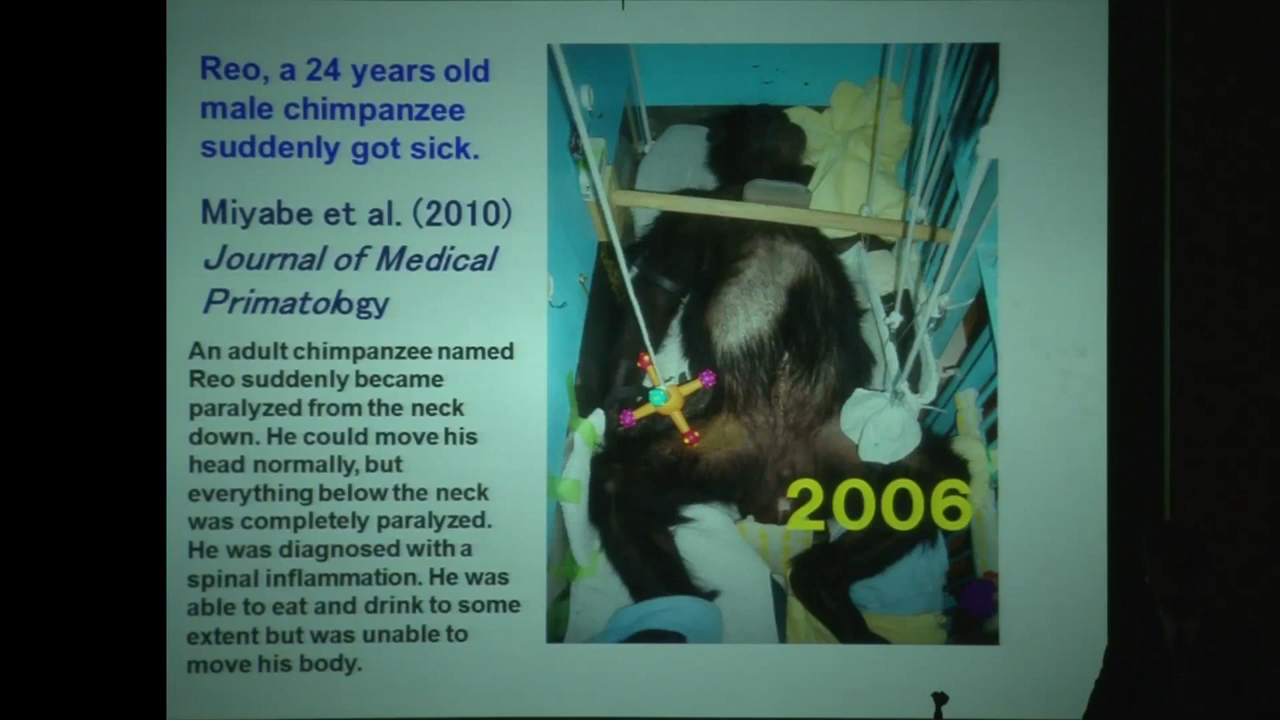 Reo, a 24 years old
male chimpanzee
suddenly got sick.
Miyabe et al. (2010)
Journal of Medical
Primatology
An adult chimpanzee named
Reo suddenly became
paralyzed from the neck
down. He could move his
head normally, but
everything below the neck
was completely paralyzed.
He was diagnosed with a
spinal inflammation. He was
able to eat and drink to some
extent but was unable to
move his body.
2006